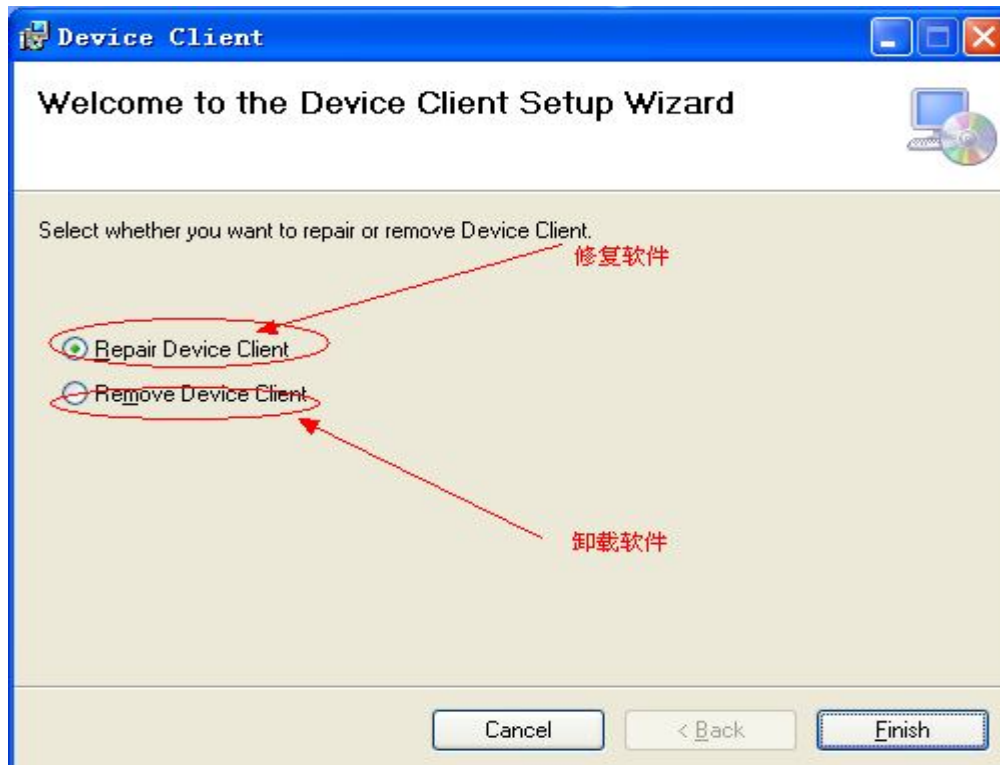 Device Client
Welcome to the Device Client Setup Wizard
Select whether you want to repair or remove Device Client.
修复软件
Repair Device Client
Remove Device Client
卸载软件
Cancel
< Back
Finish